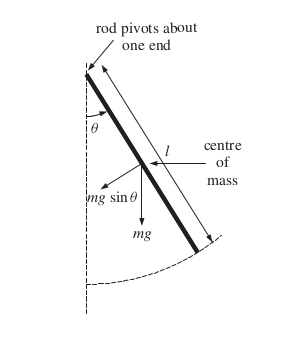 rod pivots about
one end
θ
l
centre
of
mass
mg sin θ
mg